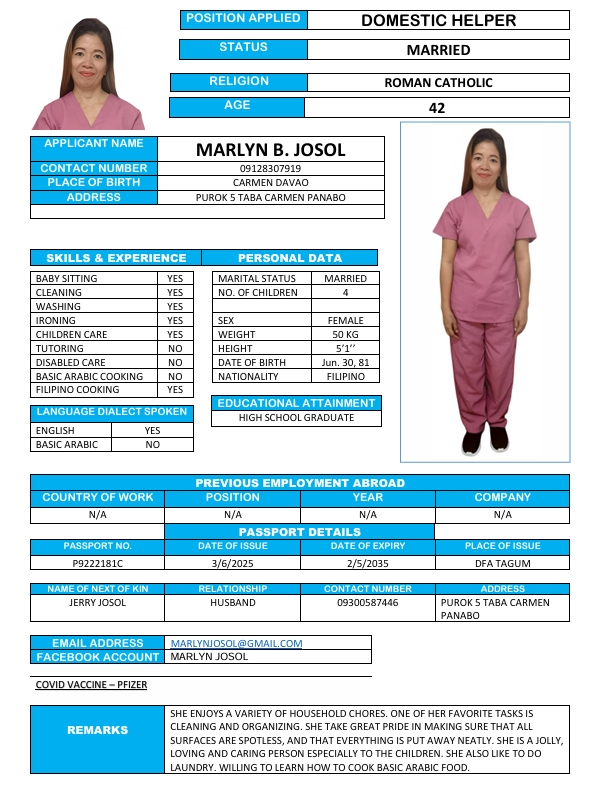 POSITION APPLIED DOMESTIC HELPER
STATUS MARRIED
RELIGION ROMAN CATHOLIC
AGE 42
APPLICANT NAME MARLYN B. JOSOL
CONTACT NUMBER 09128307919
PLACE OF BIRTH CARMEN DAVAO
ADDRESS PUROK 5 TABA CARMEN PANABO
SKILLS & EXPERIENCE PERSONAL DATA
BABY SITTING YES
CLEANING YES
WASHING YES
IRONING YES
CHILDREN CARE YES
TUTORING NO
DISABLED CARE NO
BASIC ARABIC COOKING NO
FILIPINO COOKING YES
MARITAL STATUS MARRIED
NO. OF CHILDREN 4
SEX FEMALE
WEIGHT 50 KG
HEIGHT 5’1’’
DATE OF BIRTH Jun. 30, 81
NATIONALITY FILIPINO
LANGUAGE DIALECT SPOKEN
ENGLISH YES
BASIC ARABIC NO
EDUCATIONAL ATTAINMENT
HIGH SCHOOL GRADUATE
PREVIOUS EMPLOYMENT ABROAD
COUNTRY OF WORK POSITION YEAR COMPANY
N/A N/A N/A N/A
PASSPORT DETAILS
PASSPORT NO. DATE OF ISSUE DATE OF EXPIRY PLACE OF ISSUE
P9222181C 3/6/2025 2/5/2035 DFA TAGUM
NAME OF NEXT OF KIN RELATIONSHIP CONTACT NUMBER ADDRESS
JERRY JOSOL HUSBAND 09300587446 PUROK 5 TABA CARMEN
PANABO
EMAIL ADDRESS MARLYNJOSOL@GMAIL.COM
FACEBOOK ACCOUNT MARLYN JOSOL
COVID VACCINE – PFIZER
REMARKS
SHE ENJOYS A VARIETY OF HOUSEHOLD CHORES. ONE OF HER FAVORITE TASKS IS
CLEANING AND ORGANIZING. SHE TAKE GREAT PRIDE IN MAKING SURE THAT ALL
SURFACES ARE SPOTLESS, AND THAT EVERYTHING IS PUT AWAY NEATLY. SHE IS A JOLLY,
LOVING AND CARING PERSON ESPECIALLY TO THE CHILDREN. SHE ALSO LIKE TO DO
LAUNDRY. WILLING TO LEARN HOW TO COOK BASIC ARABIC FOOD.